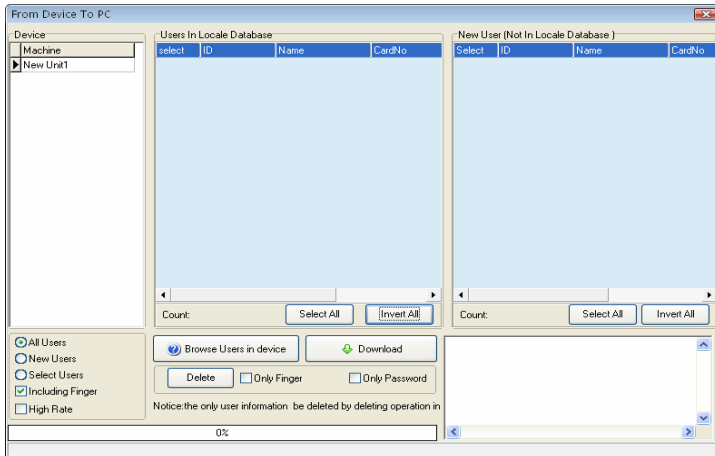 From Device To PC
Device
Machine
New Unit1
Users In Locale Database
select ID Name CardNo
Count: Select All Invert All
New User (Not In Locale Database )
Select ID Name CardNo
Count: Select All Invert All
All Users
New Users
Select Users
Including Finger
High Rate
Browse Users in device Download
Delete Only Finger Only Password
Notice:the only user information be deleted by deleting operation in
0%